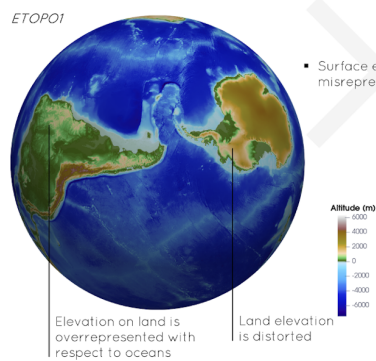 ETOPO1
▪ Surface e
misrepre
Altitude (m)
6000
4000
2000
0
-2000
-4000
-6000
Elevation on land is
overrepresented with
respect to oceans
Land elevation
is distorted